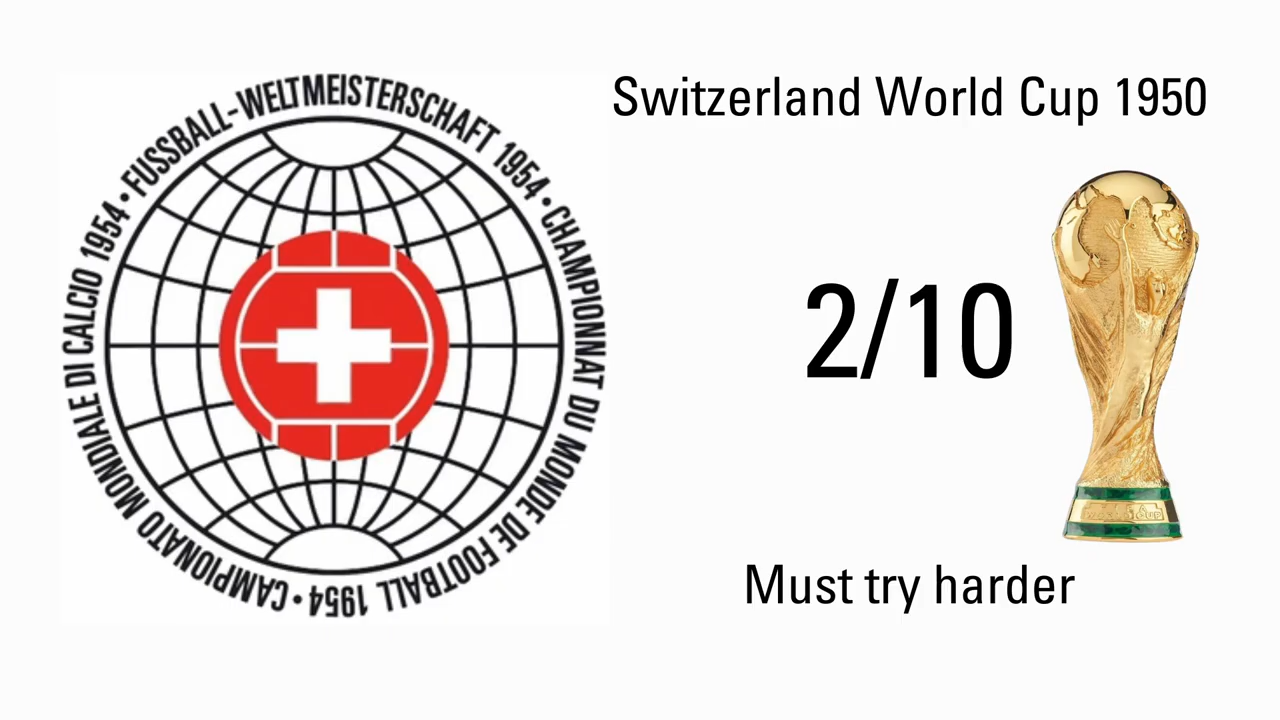 FUSSBALL-WELTMEISTERSCHAFT 1954 • CHAMPIONNAT DU MONDE DE FOOTBALL 1954 • CAMPIONATO MONDIALE DI CALCIO 1954 •
Switzerland World Cup 1950
2/10
Must try harder